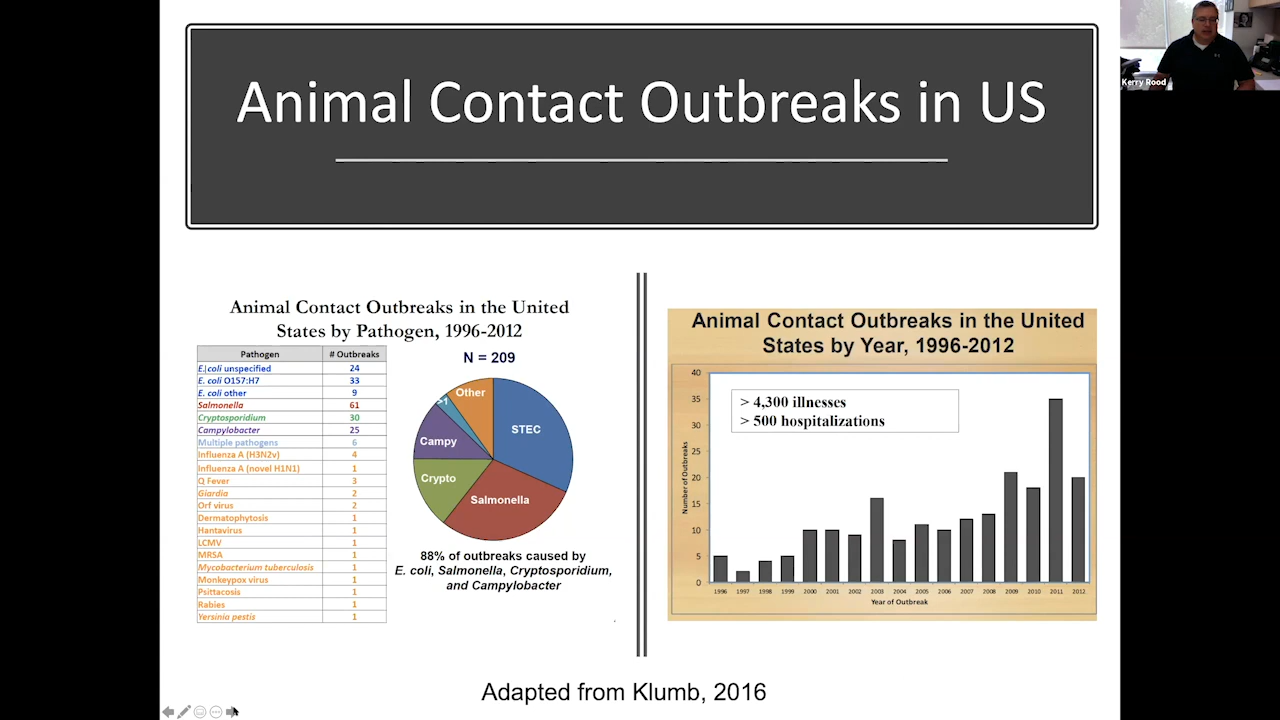 Animal Contact Outbreaks in US
Kerry Rood
Animal Contact Outbreaks in the United
States by Pathogen, 1996-2012
Pathogen # Outbreaks
E. coli unspecified 24
E. coli O157:H7 33
E. coli other 9
Salmonella 61
Cryptosporidium 30
Campylobacter 25
Multiple pathogens 6
Influenza A (H3N2v) 4
Influenza A (novel H1N1) 1
Q Fever 3
Giardia 2
Orf virus 2
Dermatophytosis 1
Hantavirus 1
LCMV 1
MRSA 1
Mycobacterium tuberculosis 1
Monkeypox virus 1
Psittacosis 1
Rabies 1
Yersinia pestis 1
N = 209
Other
>1
STEC
Campy
Crypto
Salmonella
88% of outbreaks caused by
E. coli, Salmonella, Cryptosporidium,
and Campylobacter
Animal Contact Outbreaks in the United
States by Year, 1996-2012
> 4,300 illnesses
> 500 hospitalizations
Number of Outbreaks
40
35
30
25
20
15
10
5
0
1996 1997 1998 1999 2000 2001 2002 2003 2004 2005 2006 2007 2008 2009 2010 2011 2012
Year of Outbreak
Adapted from Klumb, 2016